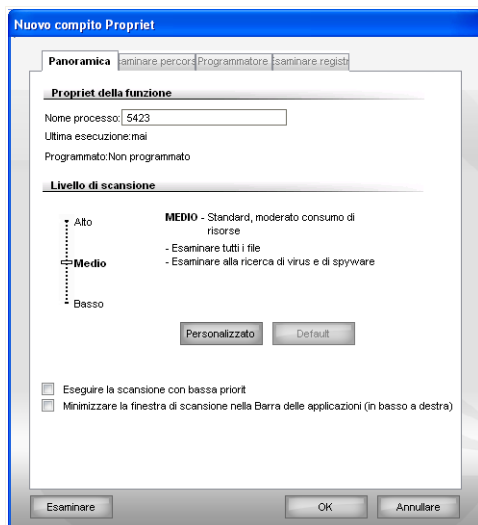 Nuovo compito Propriet
Panoramica aminare percors Programmatore saminare registr
Propriet della funzione
Nome processo: 5423
Ultima esecuzione:mai
Programmato:Non programmato
Livello di scansione
Alto
Medio
Basso
MEDIO - Standard, moderato consumo di
risorse
- Esaminare tutti i file
- Esaminare alla ricerca di virus e di spyware
Personalizzato Default
Eseguire la scansione con bassa priorit
Minimizzare la finestra di scansione nella Barra delle applicazioni (in basso a destra)
Esaminare OK Annullare